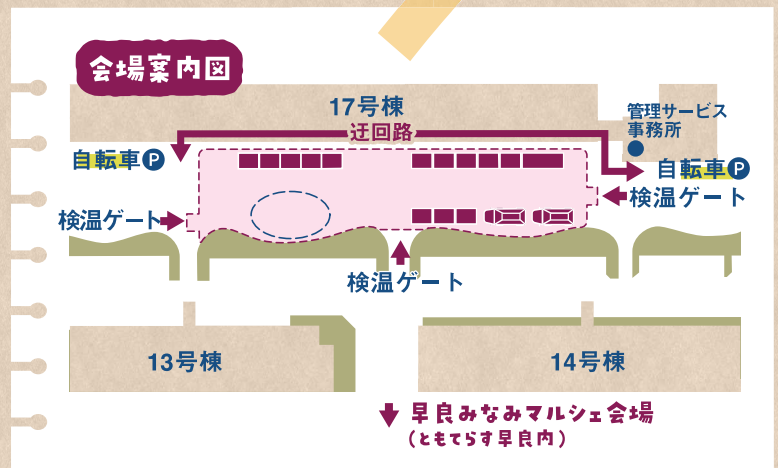 会場案内図
17号棟
迂回路
管理サービス
事務所
自転車P
自転車P
検温ゲート
検温ゲート
検温ゲート
13号棟
14号棟
早良みなみマルシェ会場
（ともてらす早良内）